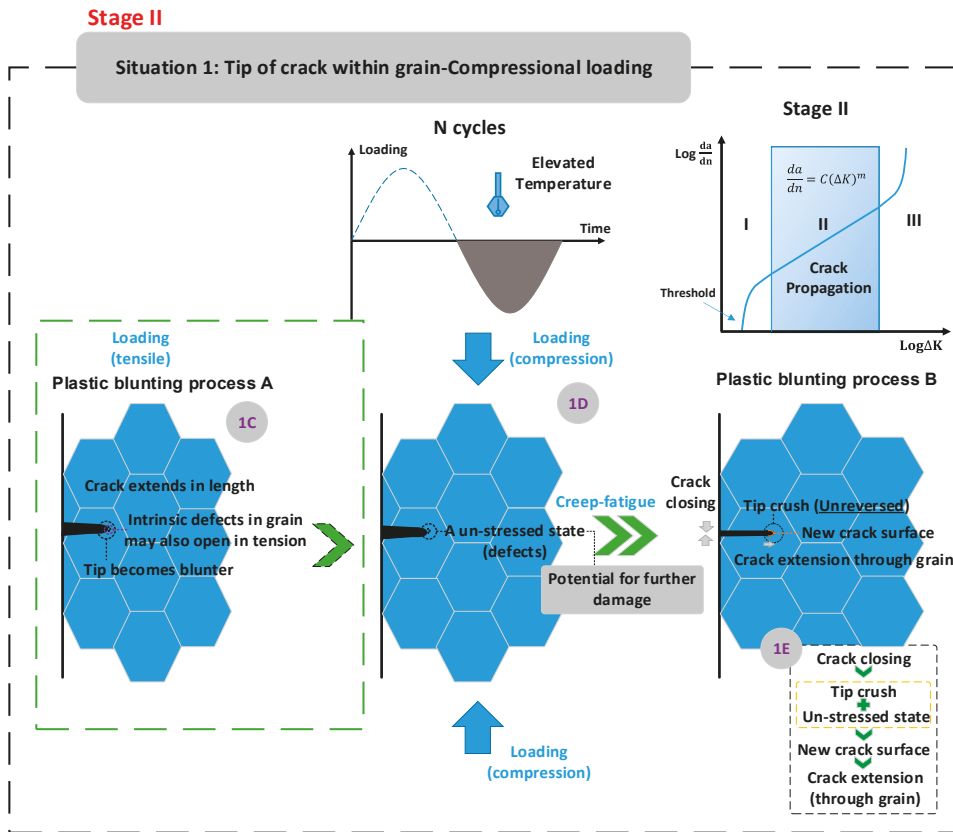 Stage II
Situation 1: Tip of crack within grain-Compressional loading
N cycles
Loading
Elevated
Temperature
Time
Stage II
Log da/dn
da/dn = C(ΔK)^m
I
II
III
Crack
Propagation
Threshold
LogΔK
Loading
(tensile)
Plastic blunting process A
1C
Crack extends in length
Intrinsic defects in grain
may also open in tension
Tip becomes blunter
Loading
(compression)
1D
A un-stressed state
(defects)
Creep-fatigue
Potential for further
damage
Loading
(compression)
Plastic blunting process B
Crack
closing
Tip crush (Unreversed)
New crack surface
Crack extension through grain
1E
Crack closing
Tip crush
Un-stressed state
New crack surface
Crack extension
(through grain)